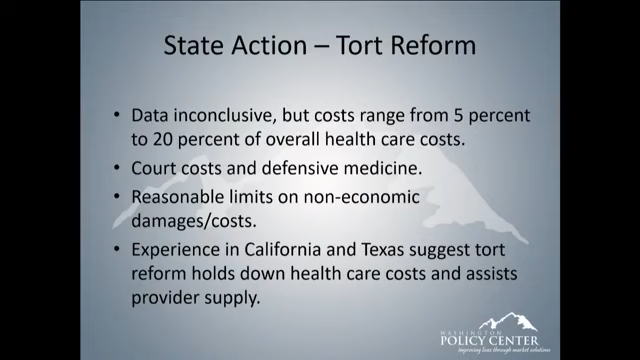 State Action – Tort Reform
• Data inconclusive, but costs range from 5 percent
to 20 percent of overall health care costs.
• Court costs and defensive medicine.
• Reasonable limits on non-economic
damages/costs.
• Experience in California and Texas suggest tort
reform holds down health care costs and assists
provider supply.
WASHINGTON
POLICY CENTER
Improving lives through market solutions